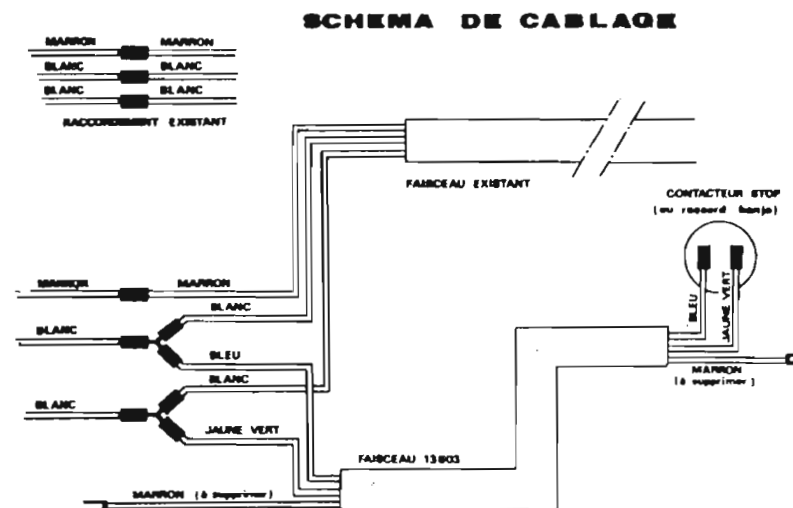 SCHEMA DE CABLAGE
MARRON MARRON
BLANC BLANC
BLANC BLANC
RACCORDEMENT EXISTANT
FAISCEAU EXISTANT
CONTACTEUR STOP
(au raccord banjo)
MARRON MARRON
BLANC
BLANC
BLEU
BLANC
BLANC
JAUNE VERT
BLEU
JAUNE VERT
MARRON
(à supprimer)
FAISCEAU 13803
MARRON (à supprimer)